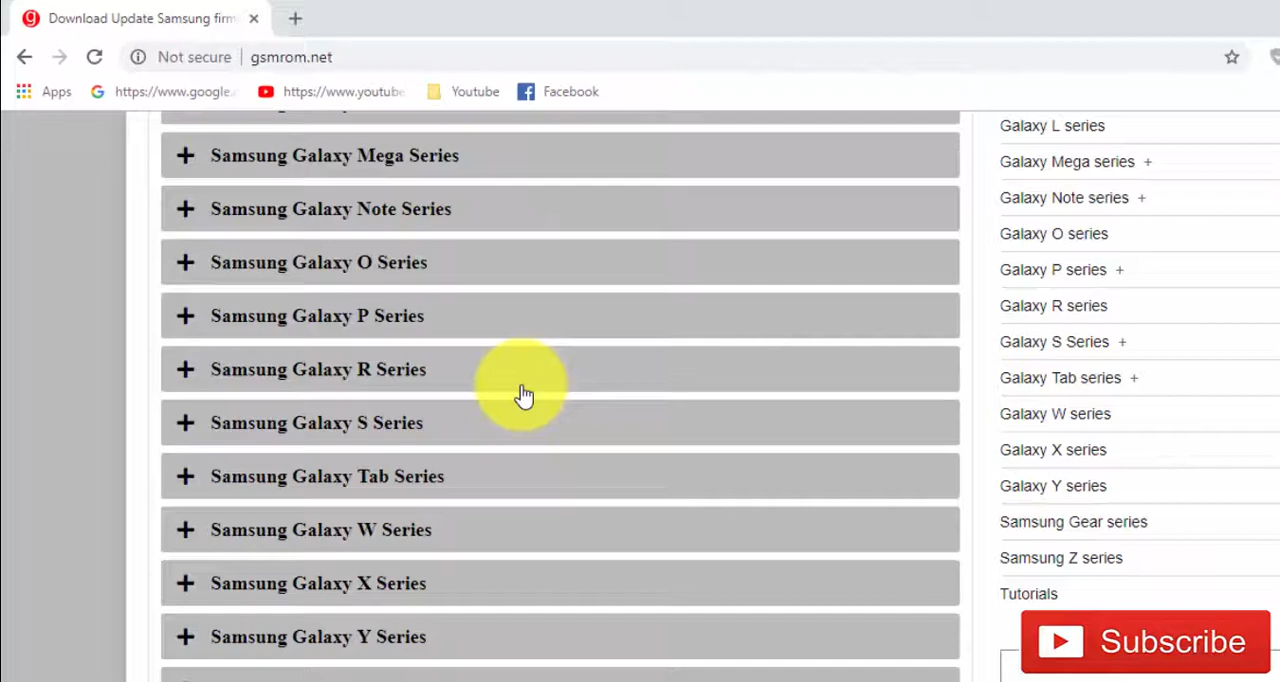 Download Update Samsung firm
Not secure
gsmrom.net
Apps
https://www.google.
https://www.youtube
Youtube
Facebook
Samsung Galaxy Mega Series
Samsung Galaxy Note Series
Samsung Galaxy O Series
Samsung Galaxy P Series
Samsung Galaxy R Series
Samsung Galaxy S Series
Samsung Galaxy Tab Series
Samsung Galaxy W Series
Samsung Galaxy X Series
Samsung Galaxy Y Series
Galaxy L series
Galaxy Mega series +
Galaxy Note series +
Galaxy O series
Galaxy P series +
Galaxy R series
Galaxy S Series +
Galaxy Tab series +
Galaxy W series
Galaxy X series
Galaxy Y series
Samsung Gear series
Samsung Z series
Tutorials
Subscribe